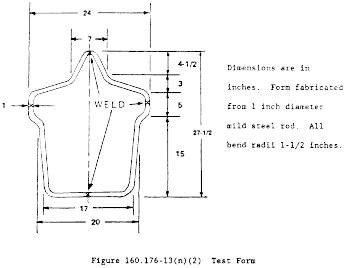 24
7
4-1/2
3
1
WELD
5
27-1/2
15
17
20
Dimensions are in
inches. Form fabricated
from 1 inch diameter
mild steel rod. All
bend radii 1-1/2 inches.
Figure 160.176-13(n)(2) Test Form